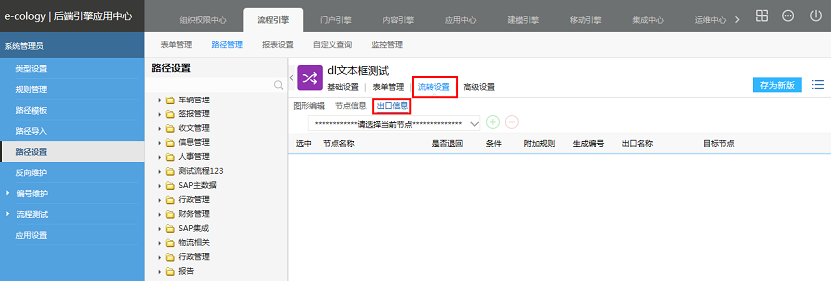 e-cology | 后端引擎应用中心
组织权限中心 流程引擎 门户引擎 内容引擎 应用中心 建模引擎 移动引擎 集成中心 运维中心
系统管理员
表单管理 路径管理 报表设置 自定义查询 监控管理
类型设置
规则管理
路径模板
路径导入
路径设置
反向维护
编号维护
流程测试
应用设置
路径设置
车辆管理
签报管理
收文管理
信息管理
人事管理
测试流程123
SAP主数据
行政管理
财务管理
SAP集成
物流相关
行政管理
报告
dl文本框测试
基础设置 | 表单管理 | 流转设置 | 高级设置
存为新版
图形编辑 节点信息 出口信息
************请选择当前节点**************
选中 节点名称 是否退回 条件 附加规则 生成编号 出口名称 目标节点